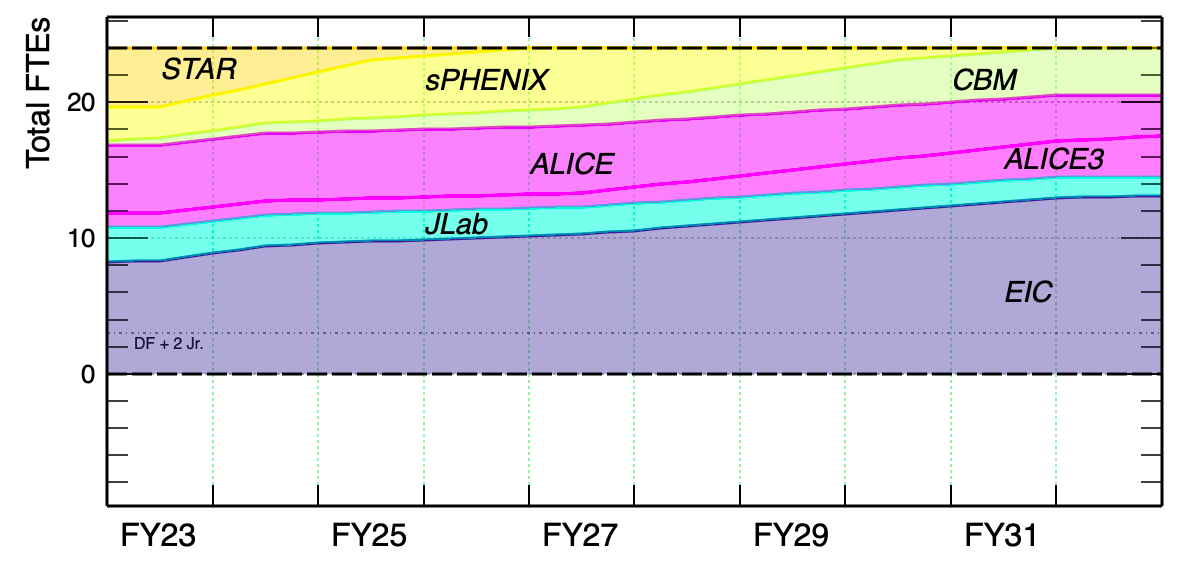 Total FTEs
STAR
sPHENIX
CBM
20
ALICE
ALICE3
JLab
10
EIC
DF + 2 Jr.
0
FY23 FY25 FY27 FY29 FY31